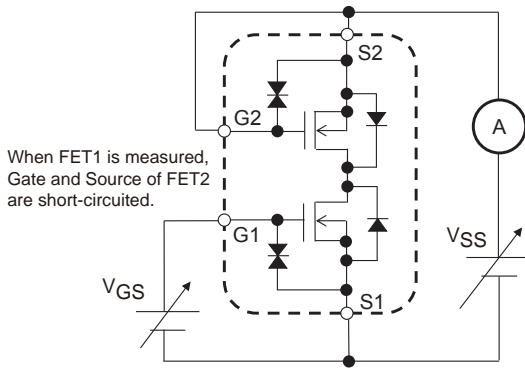 S2
G2
A
When FET1 is measured,
Gate and Source of FET2
are short-circuited.
G1
VSS
VGS
S1